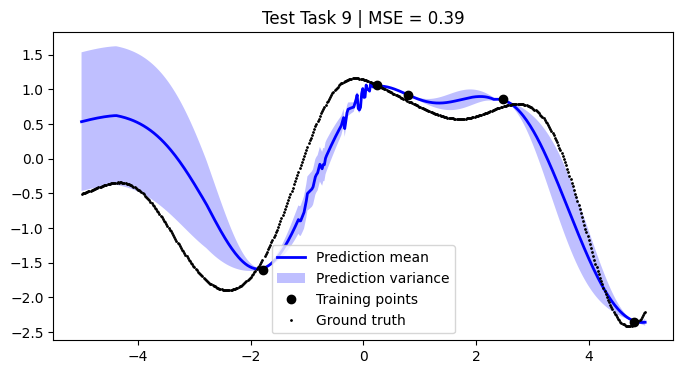 Test Task 9 | MSE = 0.39
1.5
1.0
0.5
0.0
−0.5
−1.0
−1.5
−2.0
−2.5
−4
−2
0
2
4
Prediction mean
Prediction variance
Training points
Ground truth